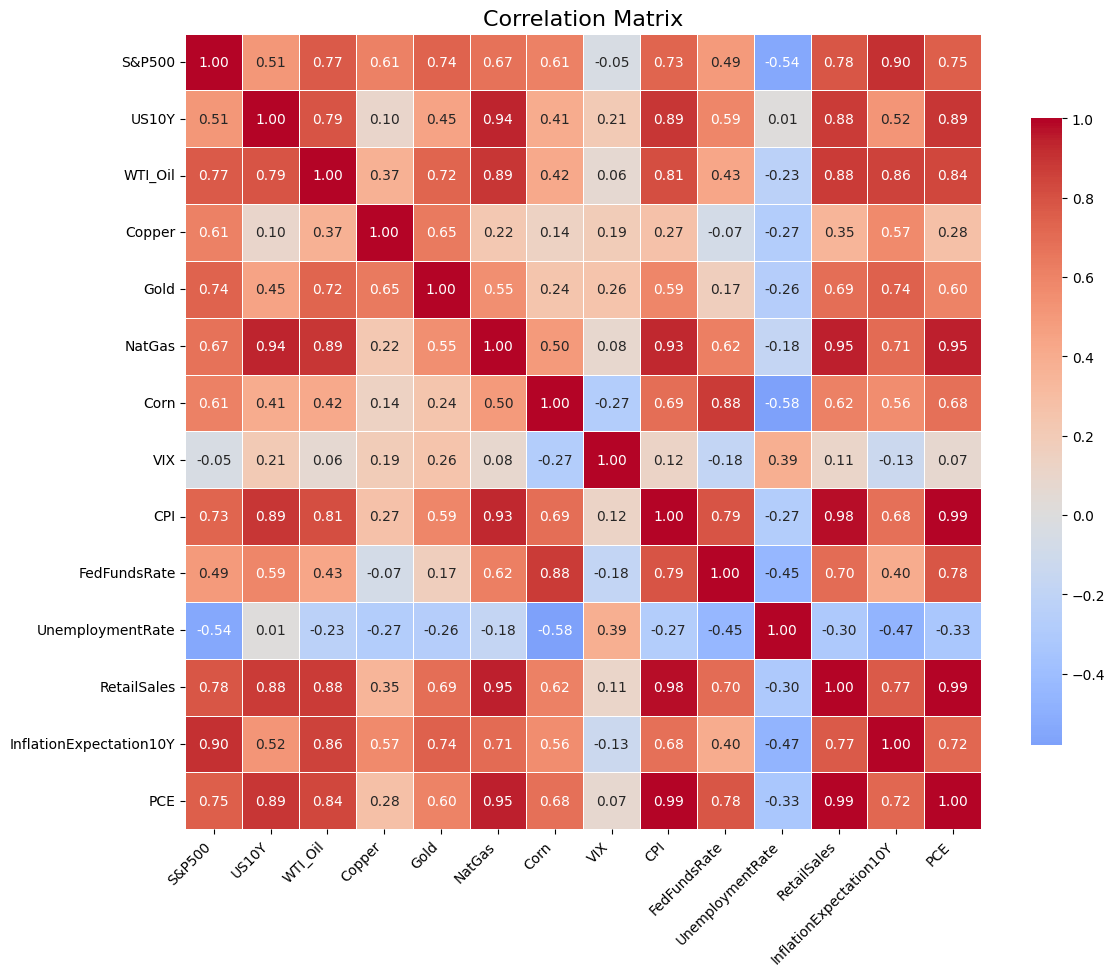 Correlation Matrix
S&P500 1.00 0.51 0.77 0.61 0.74 0.67 0.61 -0.05 0.73 0.49 -0.54 0.78 0.90 0.75
US10Y 0.51 1.00 0.79 0.10 0.45 0.94 0.41 0.21 0.89 0.59 0.01 0.88 0.52 0.89
WTI_Oil 0.77 0.79 1.00 0.37 0.72 0.89 0.42 0.06 0.81 0.43 -0.23 0.88 0.86 0.84
Copper 0.61 0.10 0.37 1.00 0.65 0.22 0.14 0.19 0.27 -0.07 -0.27 0.35 0.57 0.28
Gold 0.74 0.45 0.72 0.65 1.00 0.55 0.24 0.26 0.59 0.17 -0.26 0.69 0.74 0.60
NatGas 0.67 0.94 0.89 0.22 0.55 1.00 0.50 0.08 0.93 0.62 -0.18 0.95 0.71 0.95
Corn 0.61 0.41 0.42 0.14 0.24 0.50 1.00 -0.27 0.69 0.88 -0.58 0.62 0.56 0.68
VIX -0.05 0.21 0.06 0.19 0.26 0.08 -0.27 1.00 0.12 -0.18 0.39 0.11 -0.13 0.07
CPI 0.73 0.89 0.81 0.27 0.59 0.93 0.69 0.12 1.00 0.79 -0.27 0.98 0.68 0.99
FedFundsRate 0.49 0.59 0.43 -0.07 0.17 0.62 0.88 -0.18 0.79 1.00 -0.45 0.70 0.40 0.78
UnemploymentRate -0.54 0.01 -0.23 -0.27 -0.26 -0.18 -0.58 0.39 -0.27 -0.45 1.00 -0.30 -0.47 -0.33
RetailSales 0.78 0.88 0.88 0.35 0.69 0.95 0.62 0.11 0.98 0.70 -0.30 1.00 0.77 0.99
InflationExpectation10Y 0.90 0.52 0.86 0.57 0.74 0.71 0.56 -0.13 0.68 0.40 -0.47 0.77 1.00 0.72
PCE 0.75 0.89 0.84 0.28 0.60 0.95 0.68 0.07 0.99 0.78 -0.33 0.99 0.72 1.00
S&P500 US10Y WTI_Oil Copper Gold NatGas Corn VIX CPI FedFundsRate UnemploymentRate RetailSales InflationExpectation10Y PCE
1.0
0.8
0.6
0.4
0.2
0.0
−0.2
−0.4